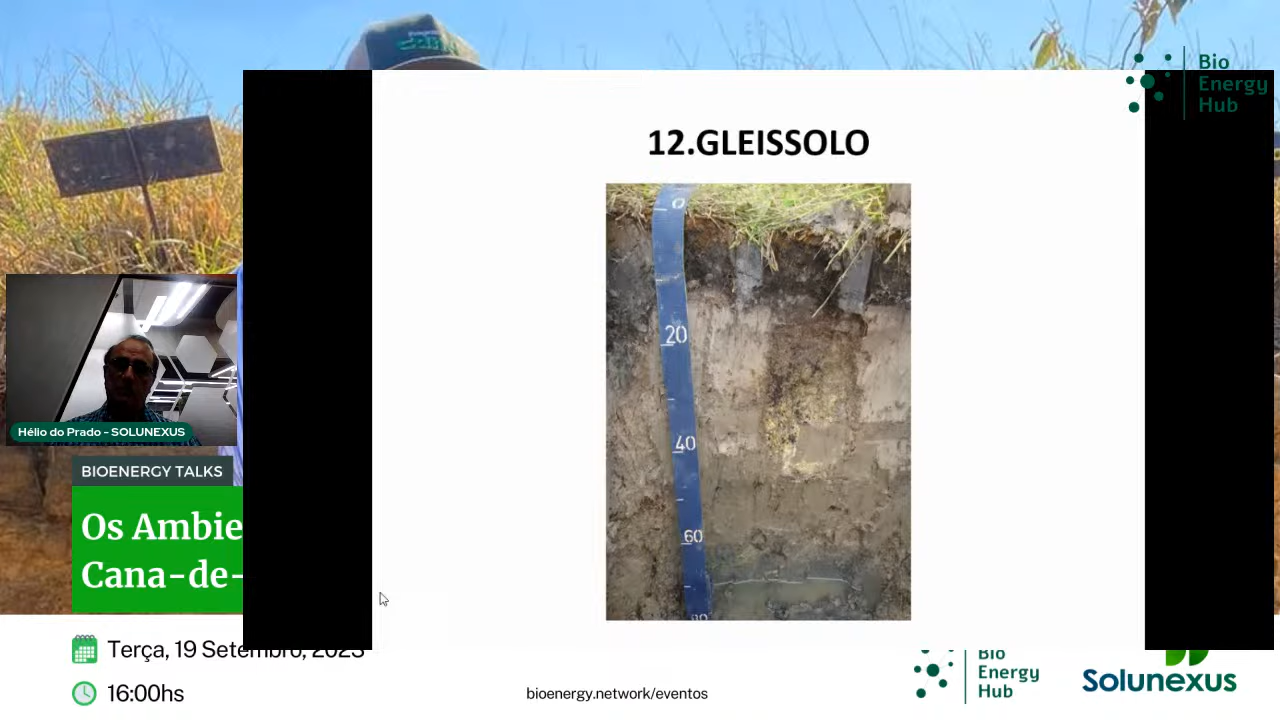 Bio
Energy
Hub
12.GLEISSOLO
0
20
40
60
Hélio do Prado – SOLUNEXUS
BIOENERGY TALKS
Os Ambie
Cana-de-
Terça, 19 Setembro, 2023
16:00hs
bioenergy.network/eventos
Bio
Energy
Hub
Solunexus